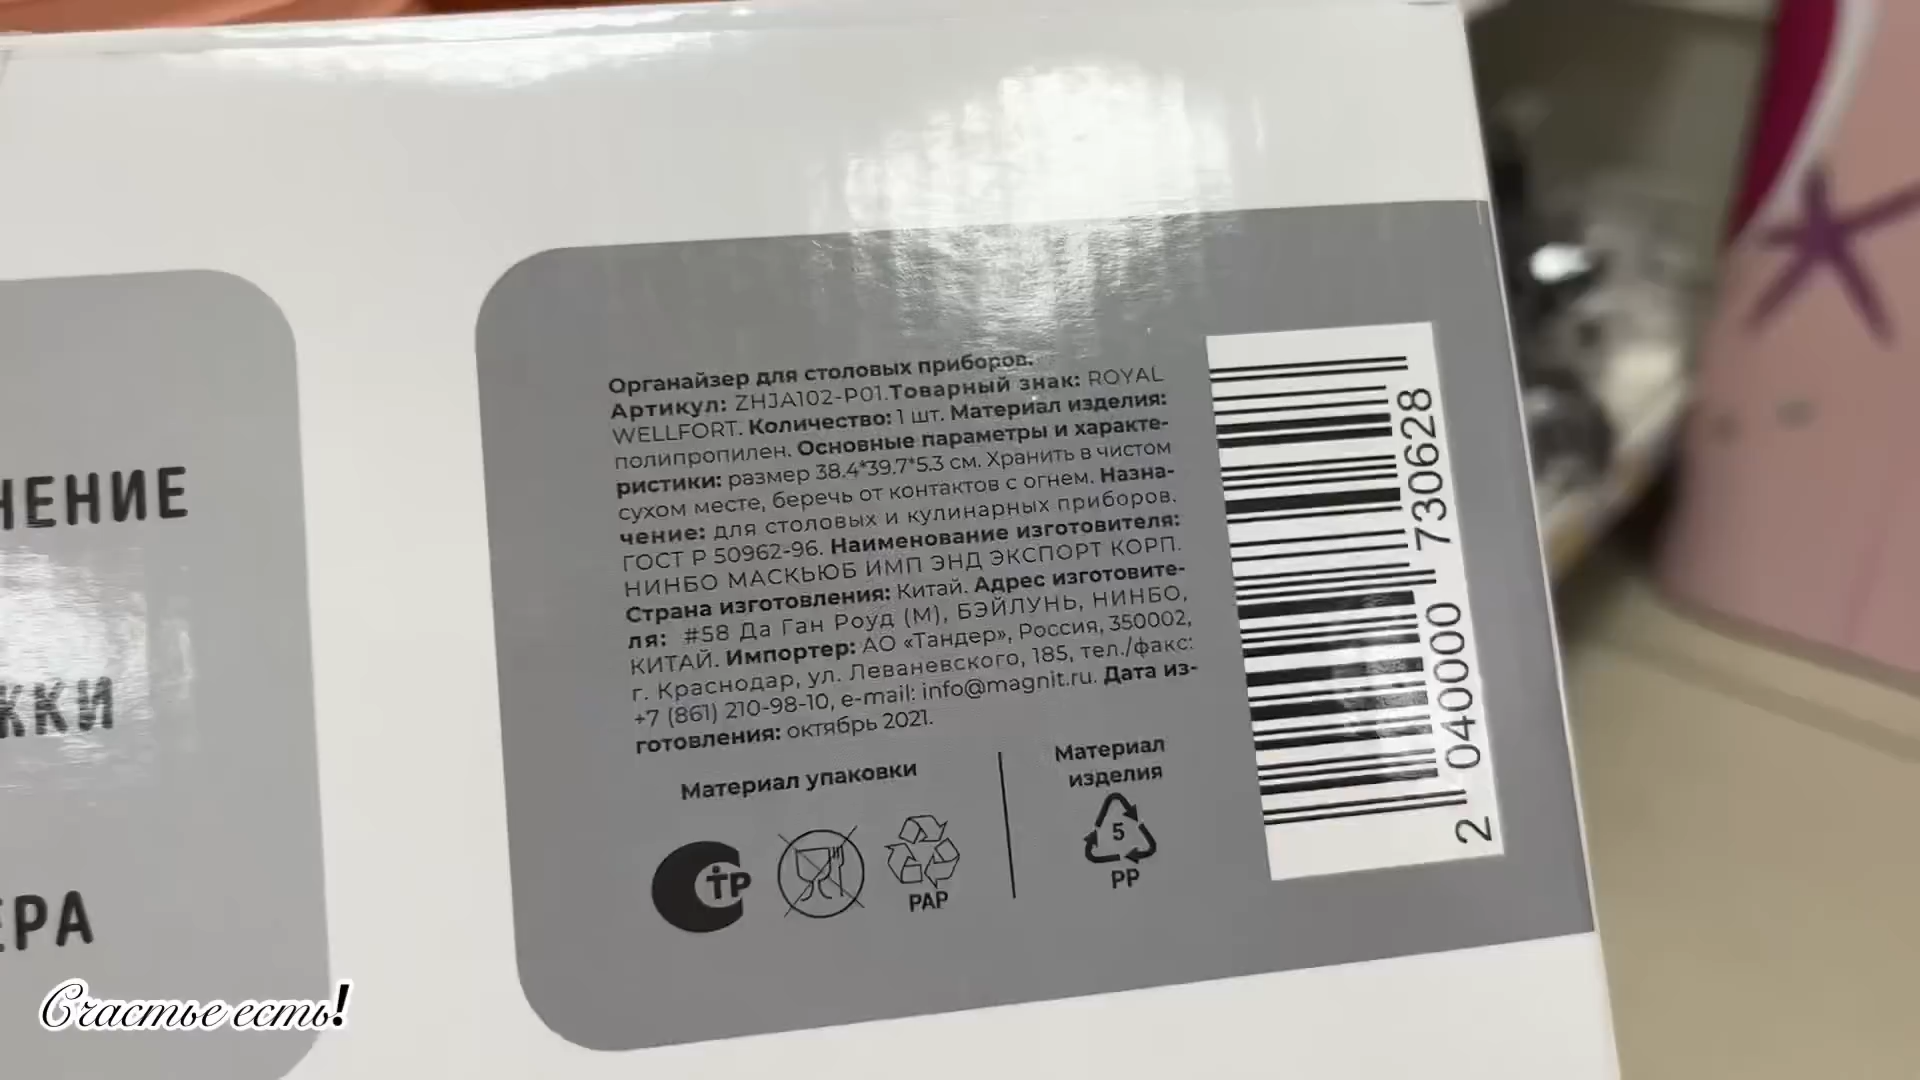 Органайзер для столовых приборов.
Артикул: ZHJA102-P01.Товарный знак: ROYAL
WELLFORT. Количество: 1 шт. Материал изделия:
полипропилен. Основные параметры и характе-
ристики: размер 38.4*39.7*5.3 см. Хранить в чистом
сухом месте, беречь от контактов с огнем. Назна-
чение: для столовых и кулинарных приборов.
ГОСТ Р 50962-96. Наименование изготовителя:
НИНБО МАСКЬЮБ ИМП ЭНД ЭКСПОРТ КОРП.
Страна изготовления: Китай. Адрес изготовите-
ля: #58 Да Ган Роуд (М), БЭЙЛУНЬ, НИНБО,
КИТАЙ. Импортер: АО «Тандер», Россия, 350002,
г. Краснодар, ул. Леваневского, 185, тел./факс:
+7 (861) 210-98-10, e-mail: info@magnit.ru. Дата из-
готовления: октябрь 2021.
Материал упаковки
Материал
изделия
СТР
PAP
5
PP
2 040000 730628
НЕНИЕ
ЖКИ
ЕРА
Счастье есть!